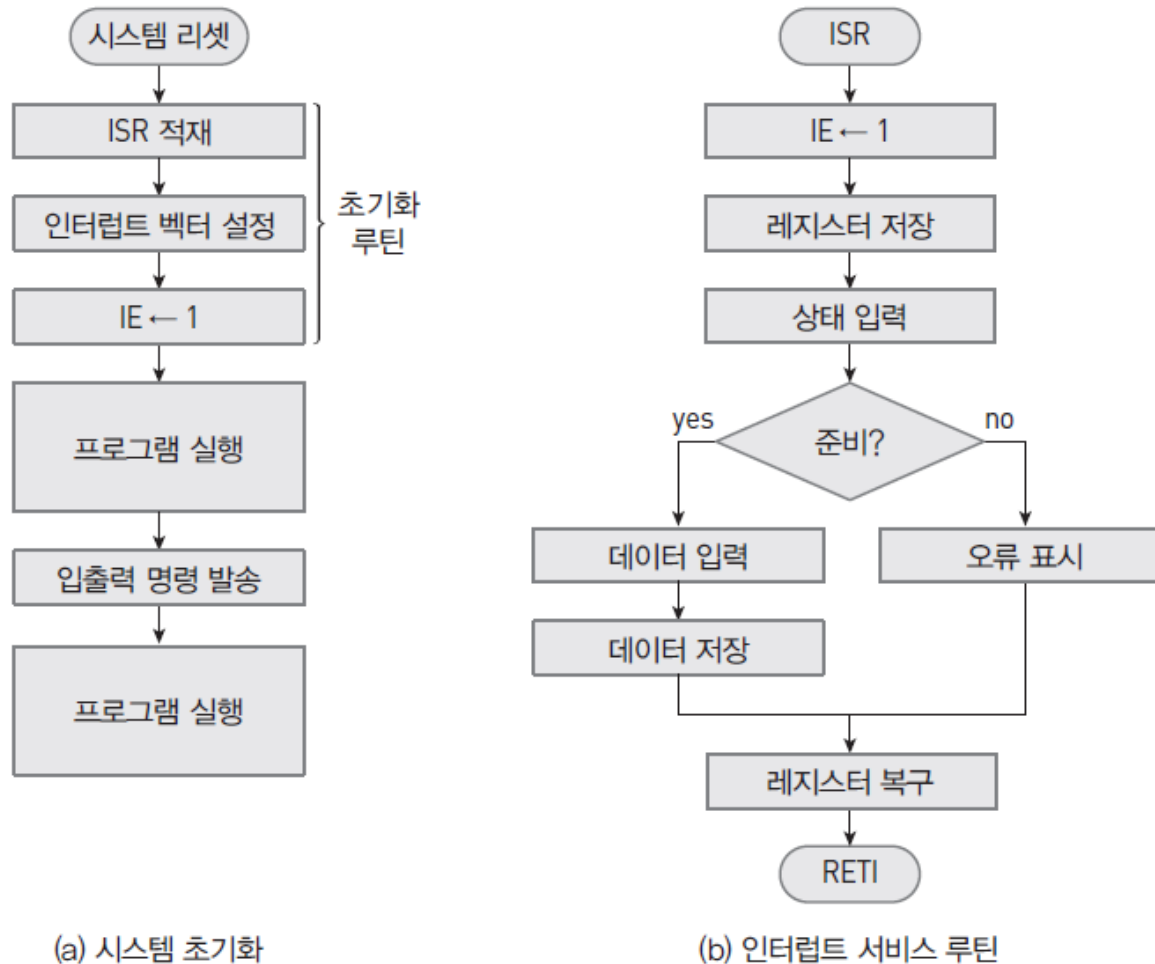 시스템 리셋
ISR 적재
인터럽트 벡터 설정
IE ← 1
초기화
루틴
프로그램 실행
입출력 명령 발송
프로그램 실행
(a) 시스템 초기화
ISR
IE ← 1
레지스터 저장
상태 입력
준비?
yes
no
데이터 입력
데이터 저장
오류 표시
레지스터 복구
RETI
(b) 인터럽트 서비스 루틴